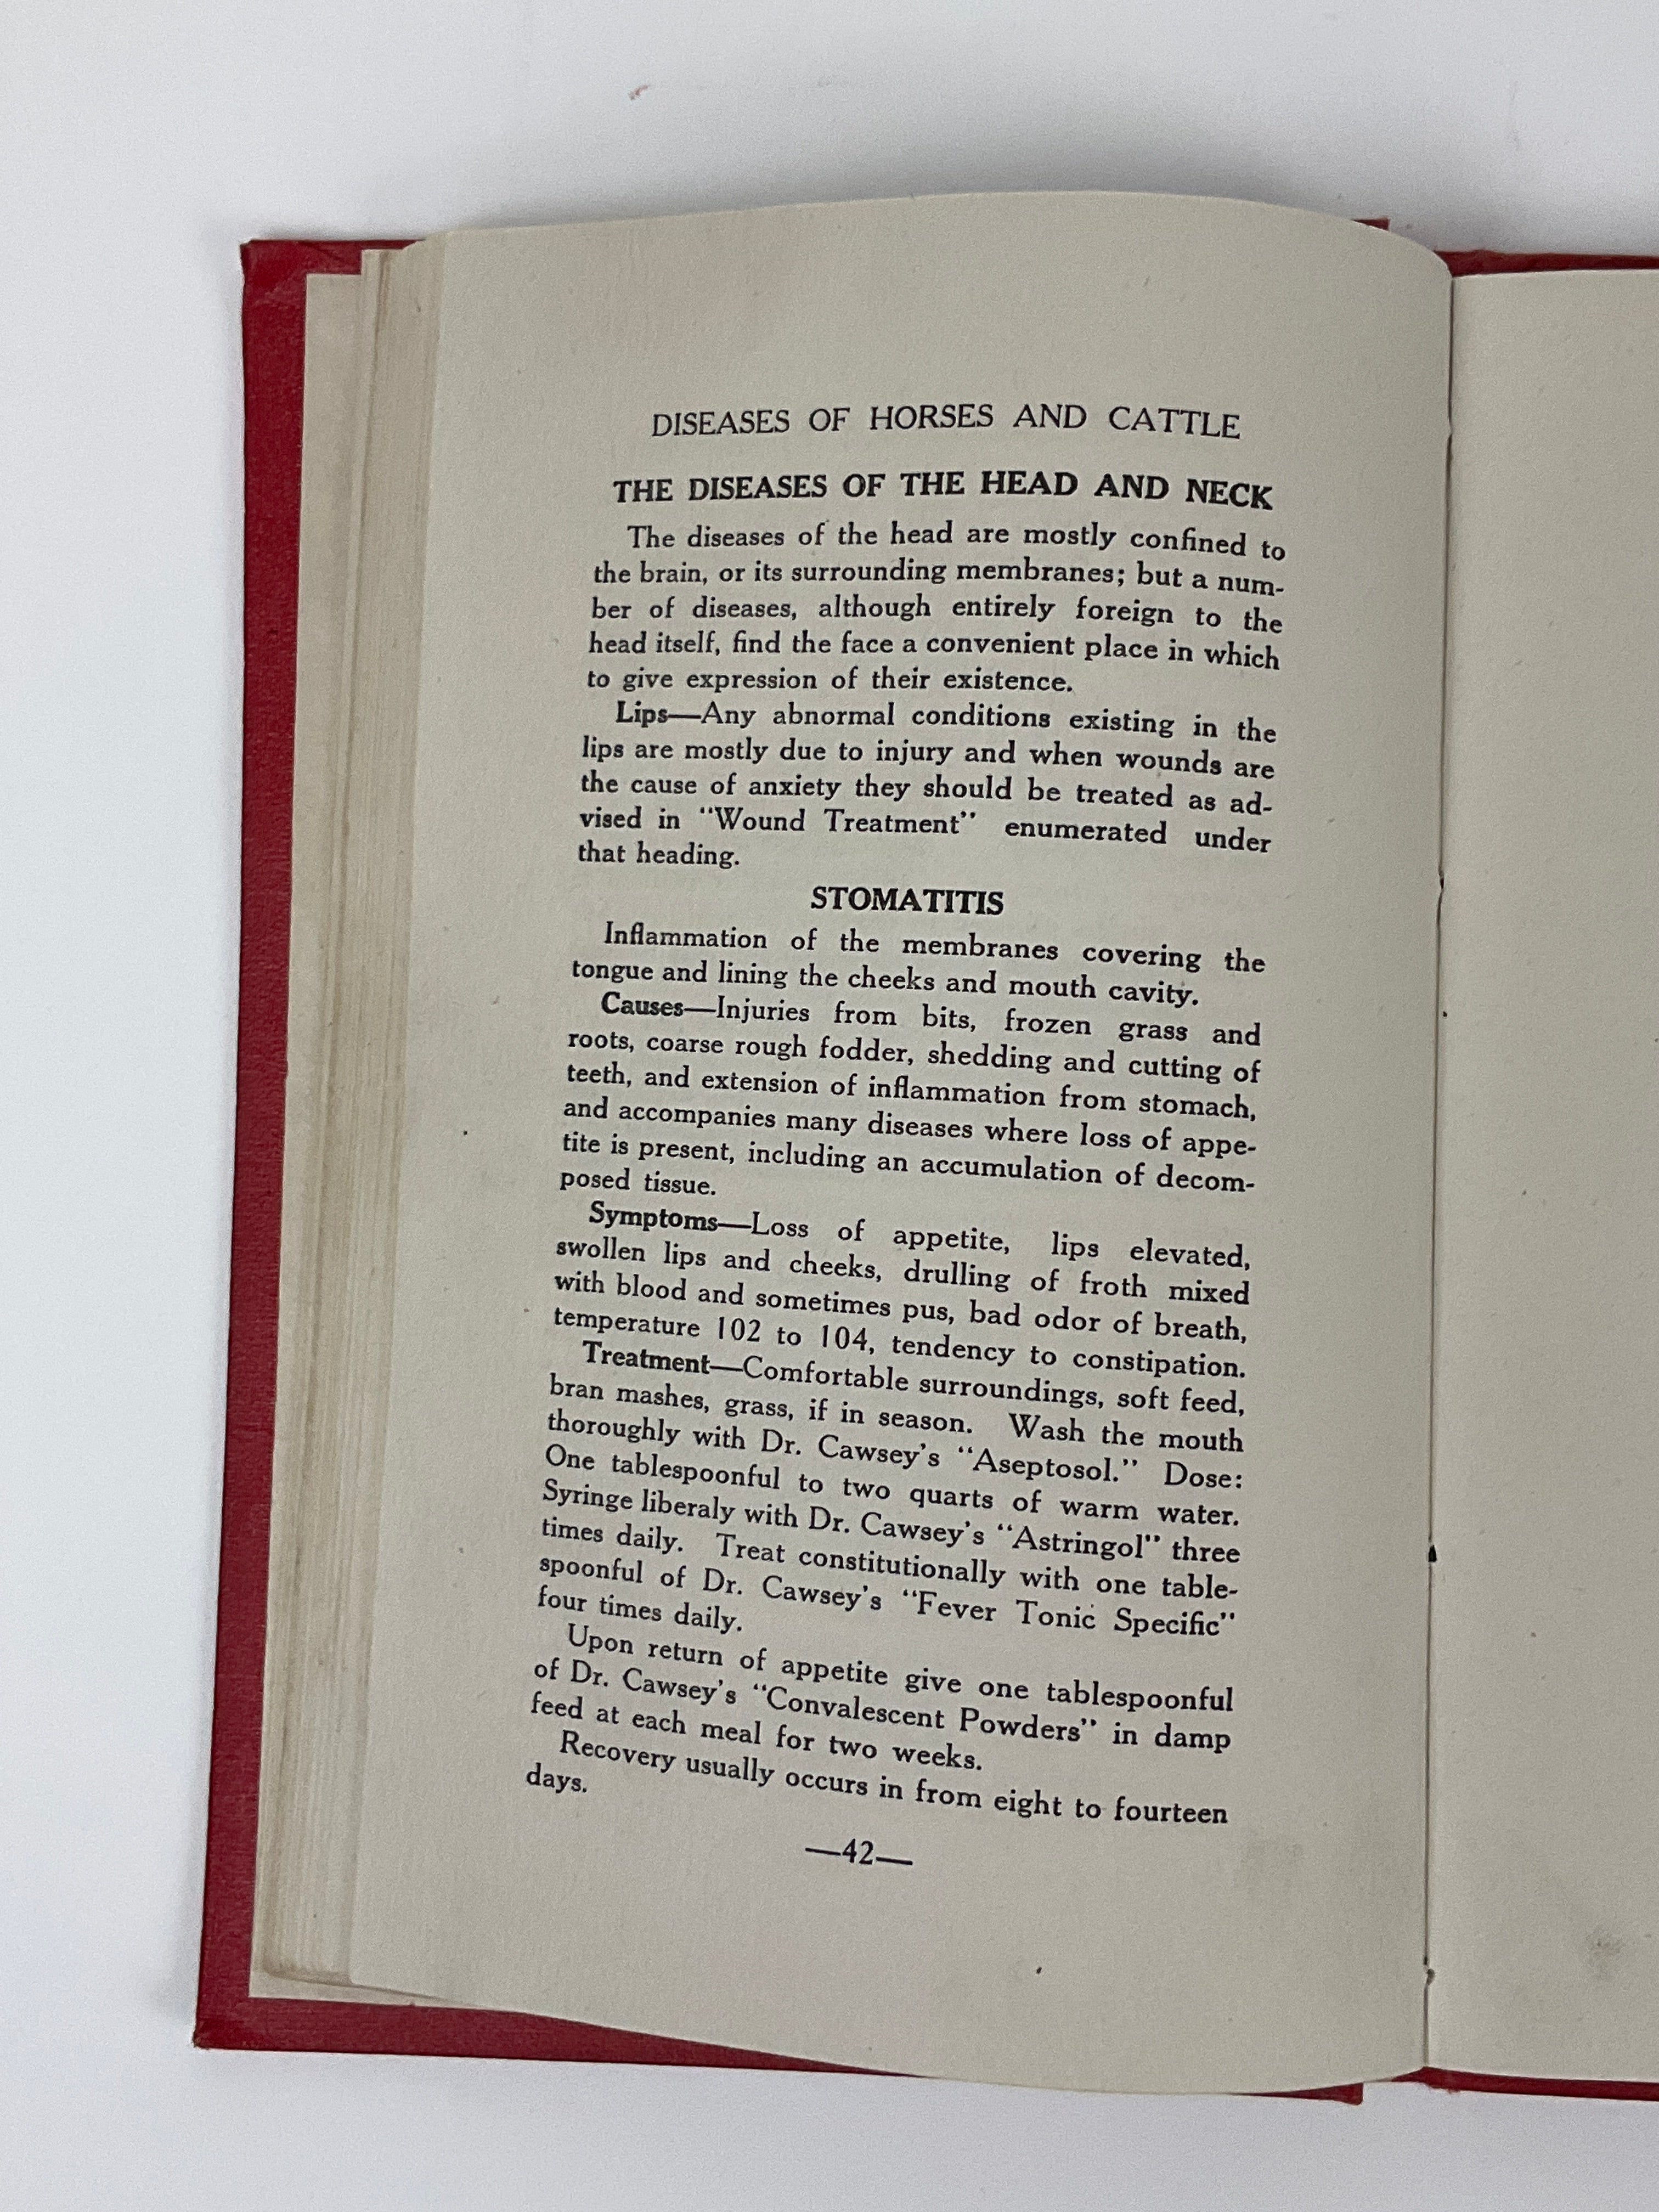 DISEASES OF HORSES AND CATTLE
THE DISEASES OF THE HEAD AND NECK
The diseases of the head are mostly confined to
the brain, or its surrounding membranes; but a num-
ber of diseases, although entirely foreign to the
head itself, find the face a convenient place in which
to give expression of their existence.
Lips—Any abnormal conditions existing in the
lips are mostly due to injury and when wounds are
the cause of anxiety they should be treated as ad-
vised in "Wound Treatment" enumerated under
that heading.
STOMATITIS
Inflammation of the membranes covering the
tongue and lining the cheeks and mouth cavity.
Causes—Injuries from bits, frozen grass and
roots, coarse rough fodder, shedding and cutting of
teeth, and extension of inflammation from stomach,
and accompanies many diseases where loss of appe-
tite is present, including an accumulation of decom-
posed tissue.
Symptoms—Loss of appetite, lips elevated,
swollen lips and cheeks, drulling of froth mixed
with blood and sometimes pus, bad odor of breath,
temperature 102 to 104, tendency to constipation.
Treatment—Comfortable surroundings, soft feed,
bran mashes, grass, if in season. Wash the mouth
thoroughly with Dr. Cawsey's "Aseptosol." Dose:
One tablespoonful to two quarts of warm water.
Syringe liberaly with Dr. Cawsey's "Astringol" three
times daily. Treat constitutionally with one table-
spoonful of Dr. Cawsey's "Fever Tonic Specific"
four times daily.
Upon return of appetite give one tablespoonful
of Dr. Cawsey's "Convalescent Powders" in damp
feed at each meal for two weeks.
Recovery usually occurs in from eight to fourteen
days.
—42—